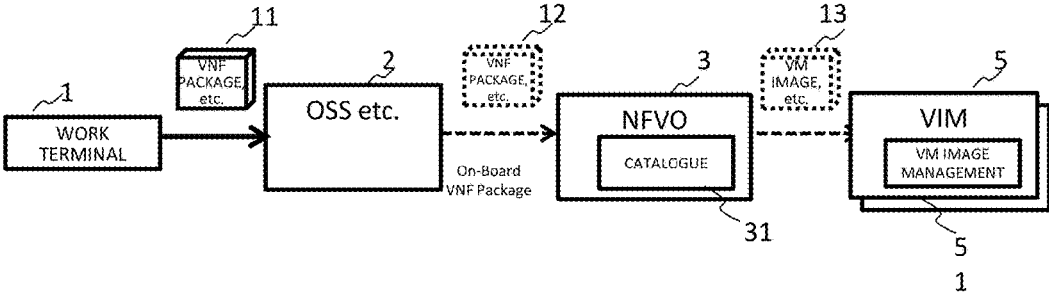 11
12
13
VNF
PACKAGE,
etc.
VNF
PACKAGE,
etc.
VM
IMAGE,
etc.
1
2
3
5
WORK
TERMINAL
OSS etc.
On-Board
VNF Package
NFVO
CATALOGUE
31
VIM
VM IMAGE
MANAGEMENT
5
1